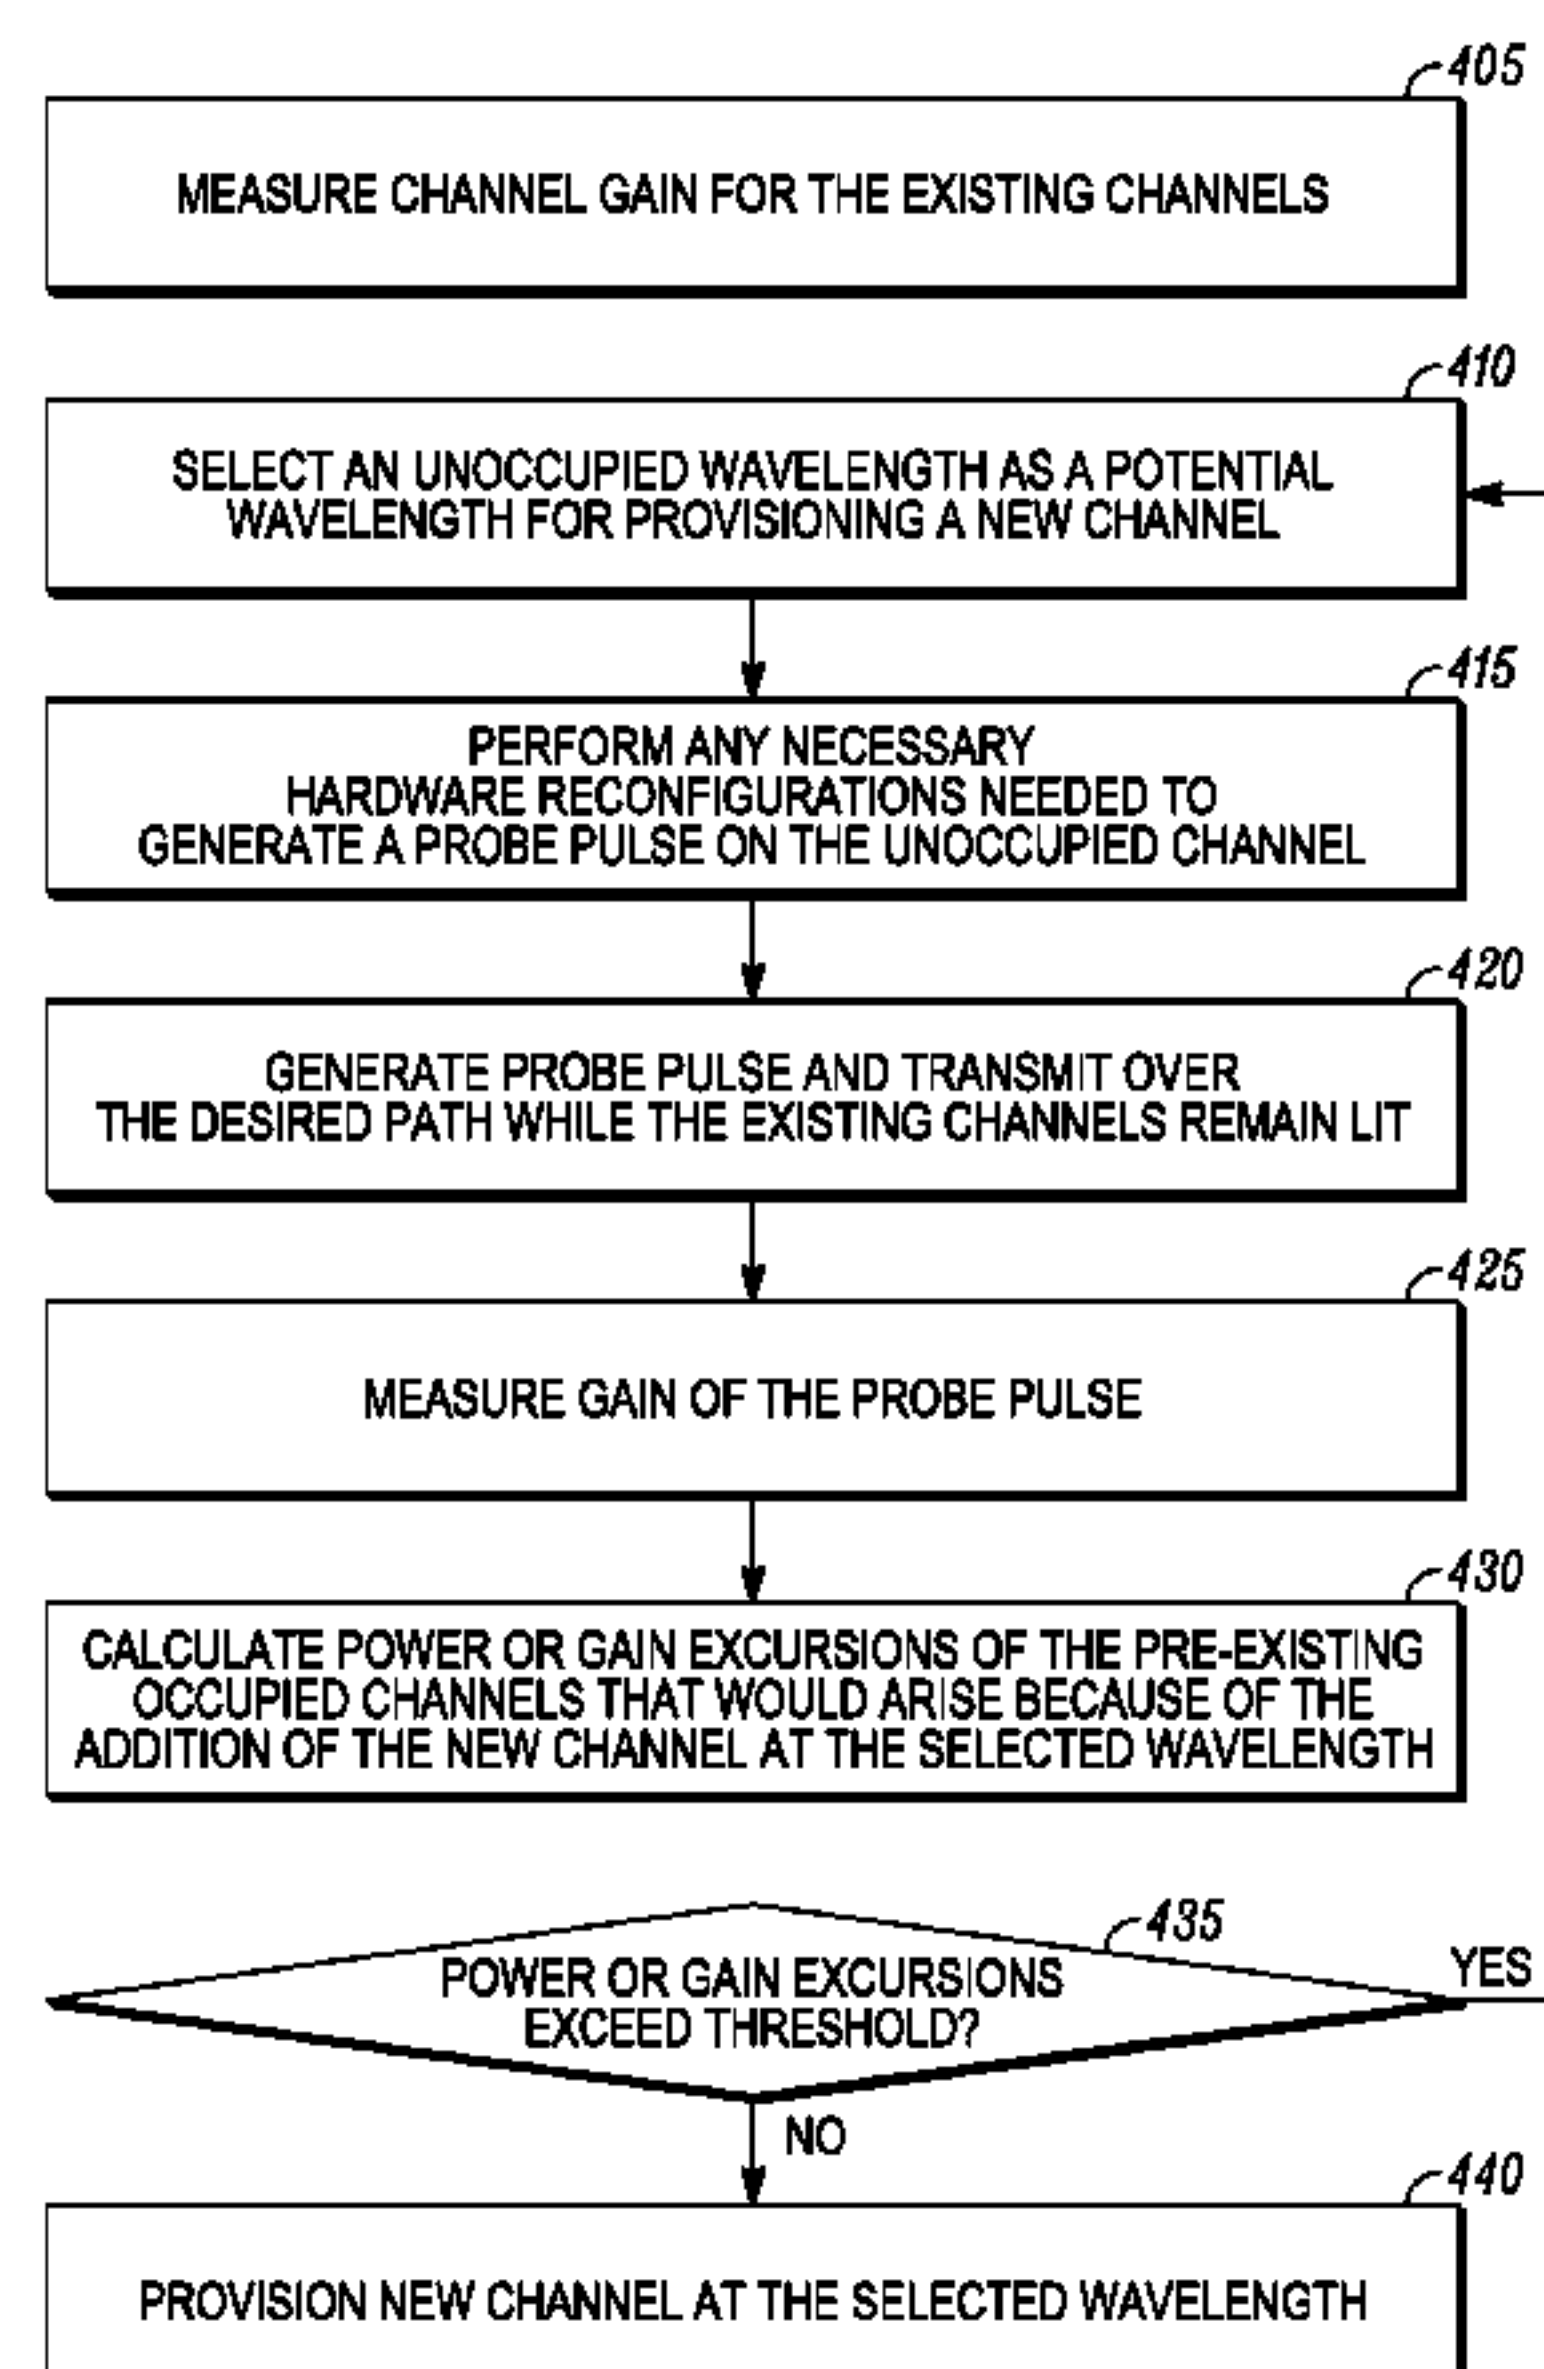 405
MEASURE CHANNEL GAIN FOR THE EXISTING CHANNELS
410
SELECT AN UNOCCUPIED WAVELENGTH AS A POTENTIAL
WAVELENGTH FOR PROVISIONING A NEW CHANNEL
415
PERFORM ANY NECESSARY
HARDWARE RECONFIGURATIONS NEEDED TO
GENERATE A PROBE PULSE ON THE UNOCCUPIED CHANNEL
420
GENERATE PROBE PULSE AND TRANSMIT OVER
THE DESIRED PATH WHILE THE EXISTING CHANNELS REMAIN LIT
425
MEASURE GAIN OF THE PROBE PULSE
430
CALCULATE POWER OR GAIN EXCURSIONS OF THE PRE-EXISTING
OCCUPIED CHANNELS THAT WOULD ARISE BECAUSE OF THE
ADDITION OF THE NEW CHANNEL AT THE SELECTED WAVELENGTH
435
POWER OR GAIN EXCURSIONS
EXCEED THRESHOLD?
YES
NO
440
PROVISION NEW CHANNEL AT THE SELECTED WAVELENGTH